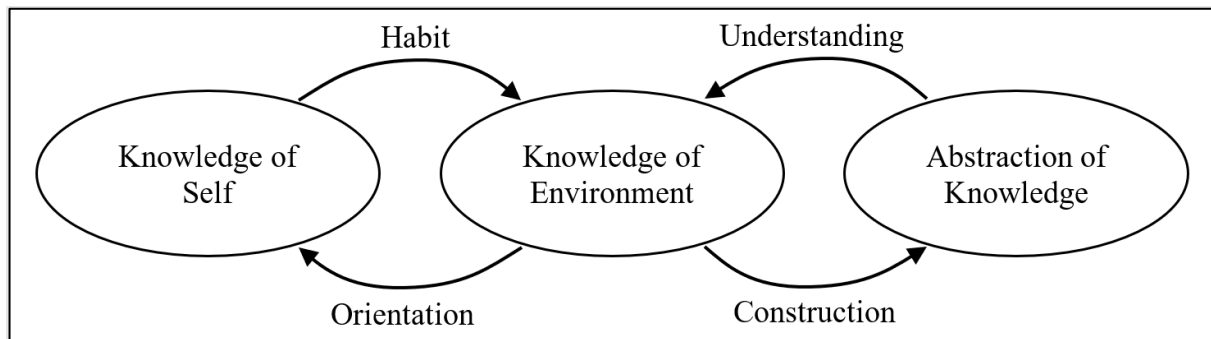 Habit
Understanding
Knowledge of
Self
Knowledge of
Environment
Abstraction of
Knowledge
Orientation
Construction